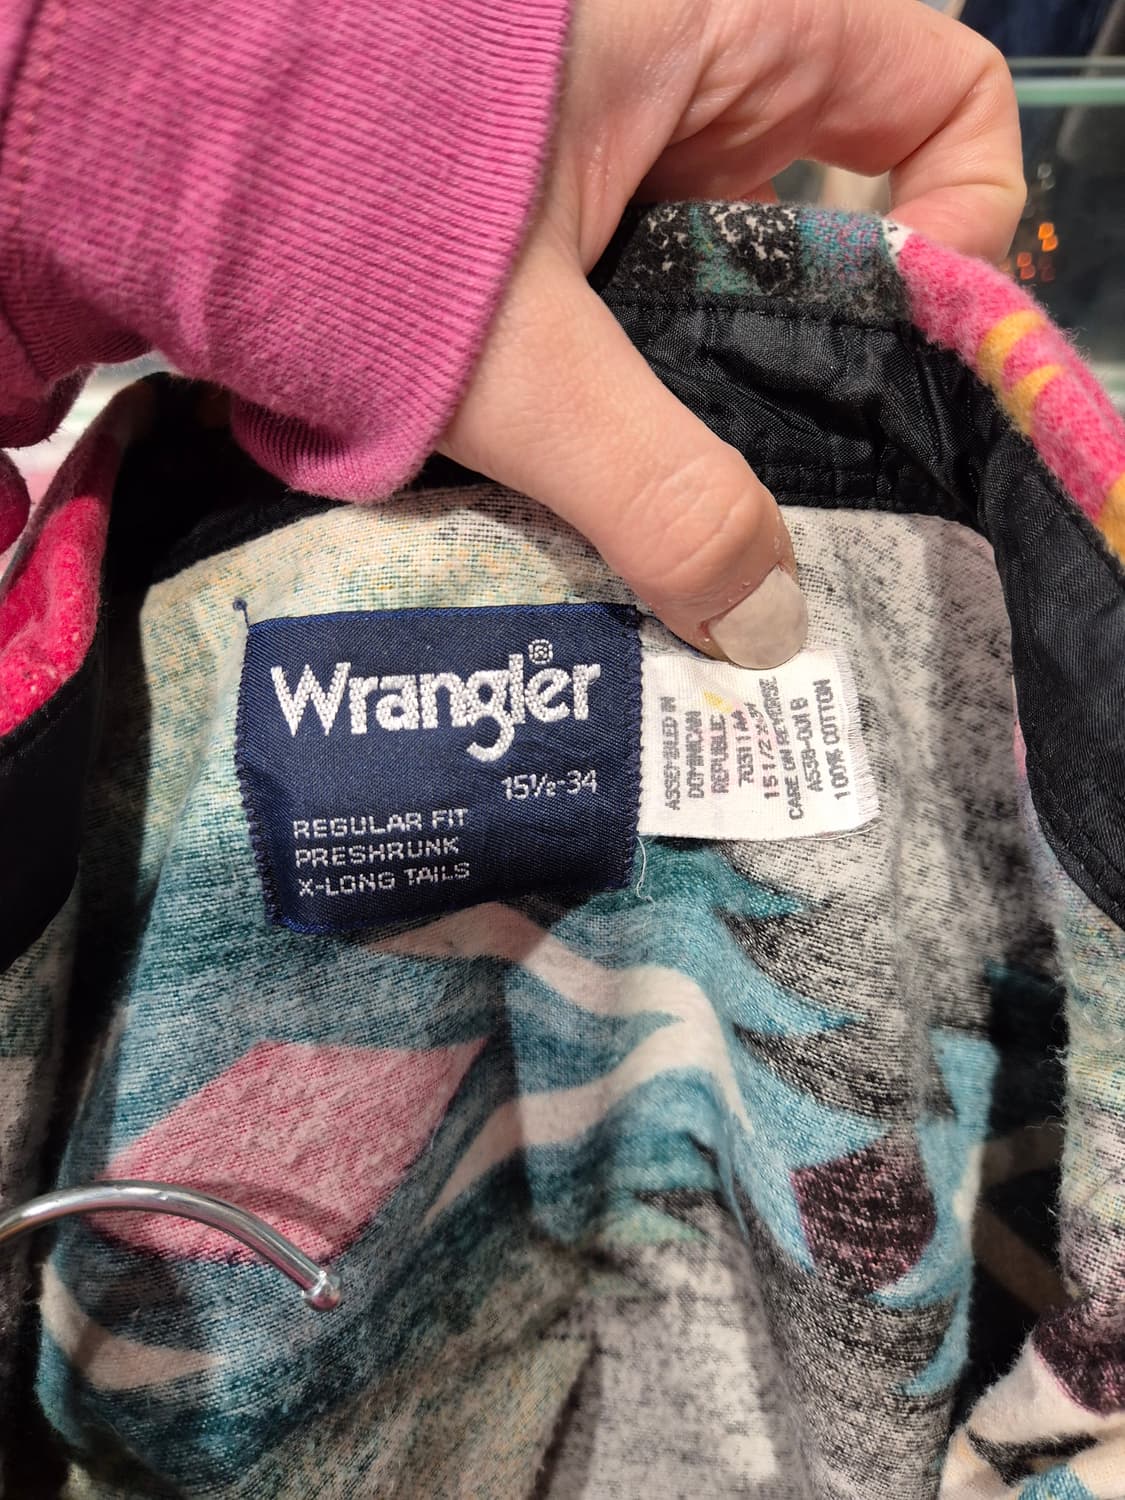 Wrangler®
15½-34
REGULAR FIT
PRESHRUNK
X-LONG TAILS
ASSEMBLED IN
DOMINICAN
REPUBLIC
15 1/2 X
CARE ON REVERSE
100% COTTON